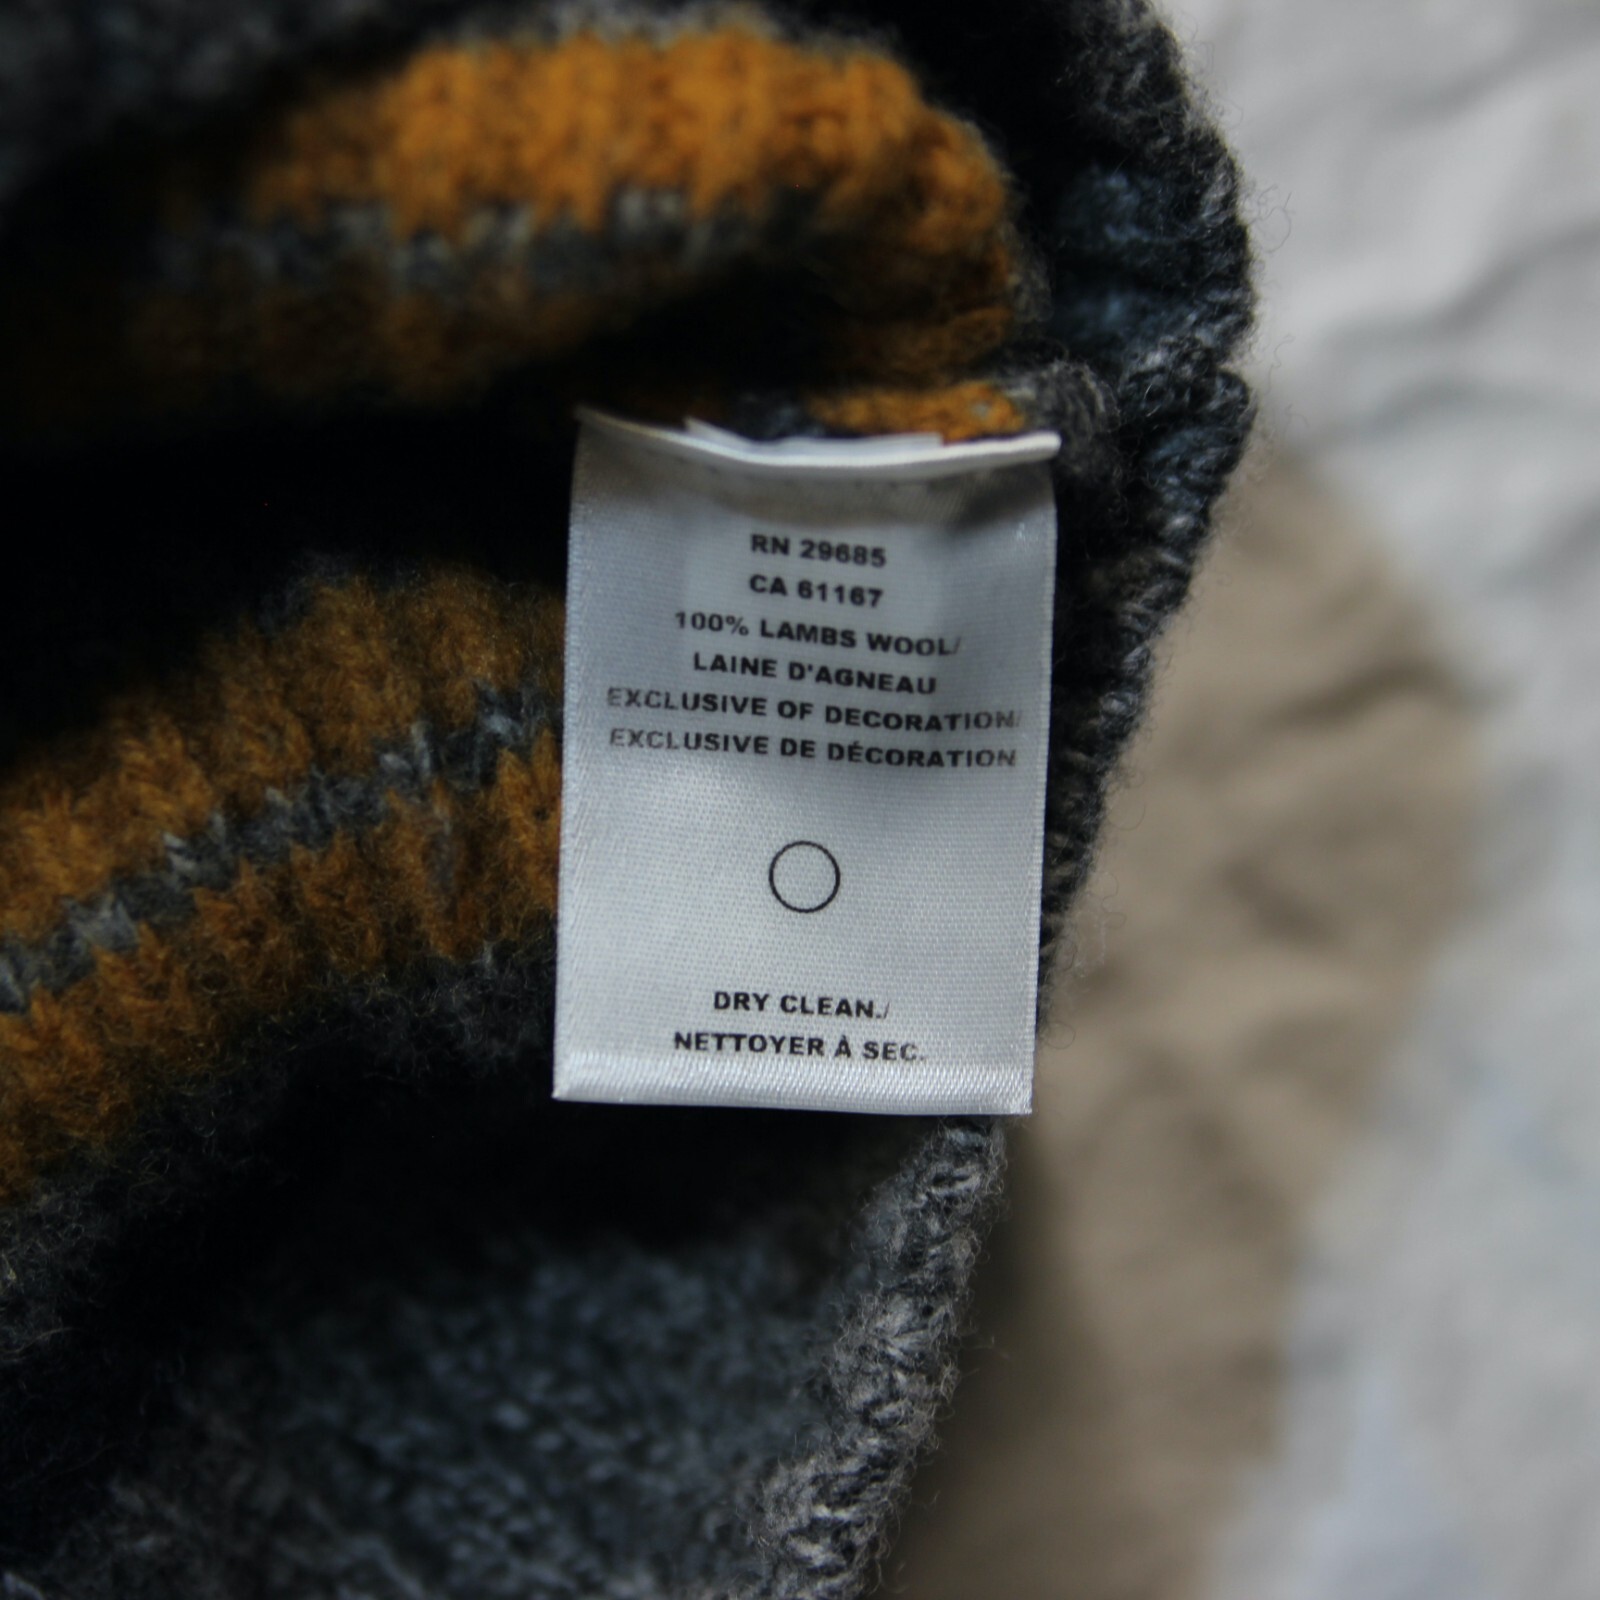 RN 29685
CA 61167
100% LAMBS WOOL/
LAINE D'AGNEAU
EXCLUSIVE OF DECORATION/
EXCLUSIVE DE DÉCORATION
DRY CLEAN./
NETTOYER À SEC.